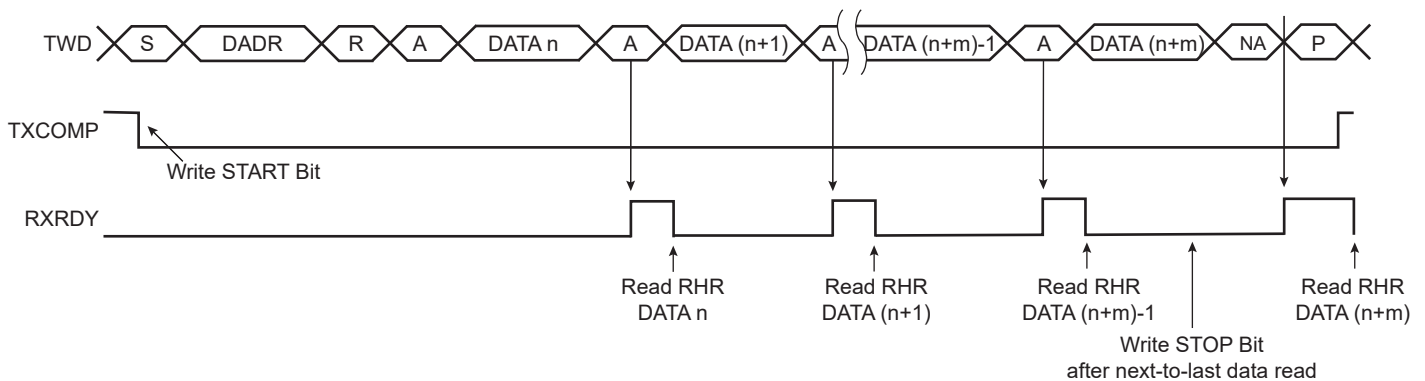 TWD S DADR R A DATA n A DATA (n+1) A DATA (n+m)-1 A DATA (n+m) NA P
TXCOMP
Write START Bit
RXRDY
Read RHR Read RHR Read RHR Read RHR
DATA n DATA (n+1) DATA (n+m)-1 DATA (n+m)
Write STOP Bit
after next-to-last data read